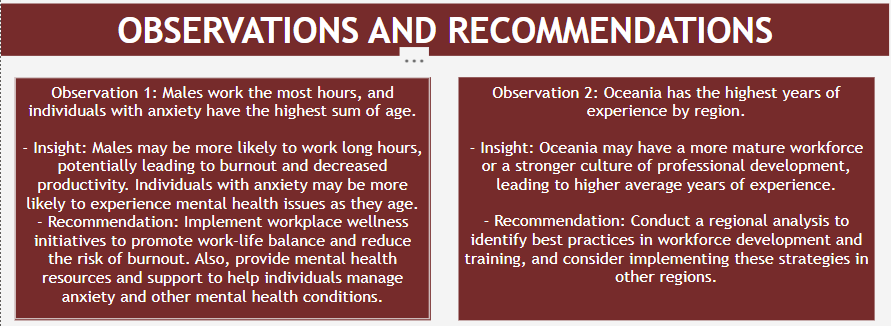 OBSERVATIONS AND RECOMMENDATIONS
Observation 1: Males work the most hours, and
individuals with anxiety have the highest sum of age.
- Insight: Males may be more likely to work long hours,
potentially leading to burnout and decreased
productivity. Individuals with anxiety may be more
likely to experience mental health issues as they age.
- Recommendation: Implement workplace wellness
initiatives to promote work-life balance and reduce
the risk of burnout. Also, provide mental health
resources and support to help individuals manage
anxiety and other mental health conditions.
Observation 2: Oceania has the highest years of
experience by region.
- Insight: Oceania may have a more mature workforce
or a stronger culture of professional development,
leading to higher average years of experience.
- Recommendation: Conduct a regional analysis to
identify best practices in workforce development and
training, and consider implementing these strategies in
other regions.